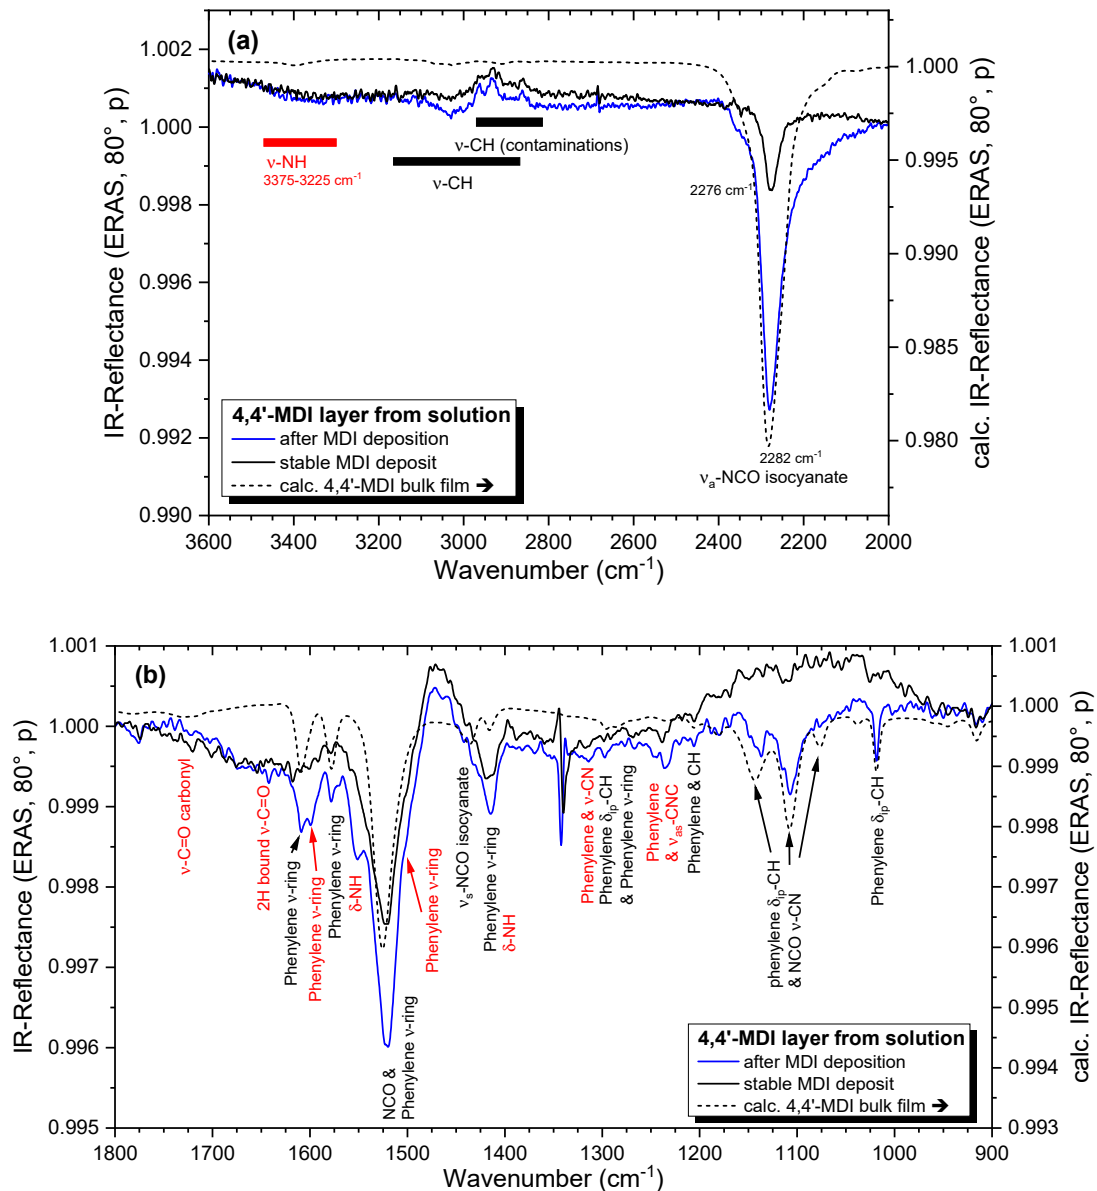 (a)
1.002
1.000
0.998
0.996
0.994
0.992
0.990
IR-Reflectance (ERAS, 80°, p)
1.000
0.995
0.990
0.985
0.980
calc. IR-Reflectance (ERAS, 80°, p)
ν-NH
3375-3225 cm⁻¹
ν-CH (contaminations)
ν-CH
2276 cm⁻¹
2282 cm⁻¹
νₐ-NCO isocyanate
4,4'-MDI layer from solution
after MDI deposition
stable MDI deposit
calc. 4,4'-MDI bulk film ➔
3600 3400 3200 3000 2800 2600 2400 2200 2000
Wavenumber (cm⁻¹)
(b)
1.001
1.000
0.999
0.998
0.997
0.996
0.995
IR-Reflectance (ERAS, 80°, p)
1.001
1.000
0.999
0.998
0.997
0.996
0.995
0.994
0.993
calc. IR-Reflectance (ERAS, 80°, p)
ν-C=O carbonyl
2H bound ν-C=O
Phenylene ν-ring
Phenylene ν-ring
Phenylene ν-ring
δ-NH
NCO &
Phenylene ν-ring
Phenylene ν-ring
νₛ-NCO isocyanate
Phenylene ν-ring
δ-NH
Phenylene & ν-CN
Phenylene δᵢₚ-CH
& Phenylene ν-ring
Phenylene
& νₐₛ-CNC
Phenylene & CH
phenylene δᵢₚ-CH
& NCO ν-CN
Phenylene δᵢₚ-CH
4,4'-MDI layer from solution
after MDI deposition
stable MDI deposit
calc. 4,4'-MDI bulk film ➔
1800 1700 1600 1500 1400 1300 1200 1100 1000 900
Wavenumber (cm⁻¹)